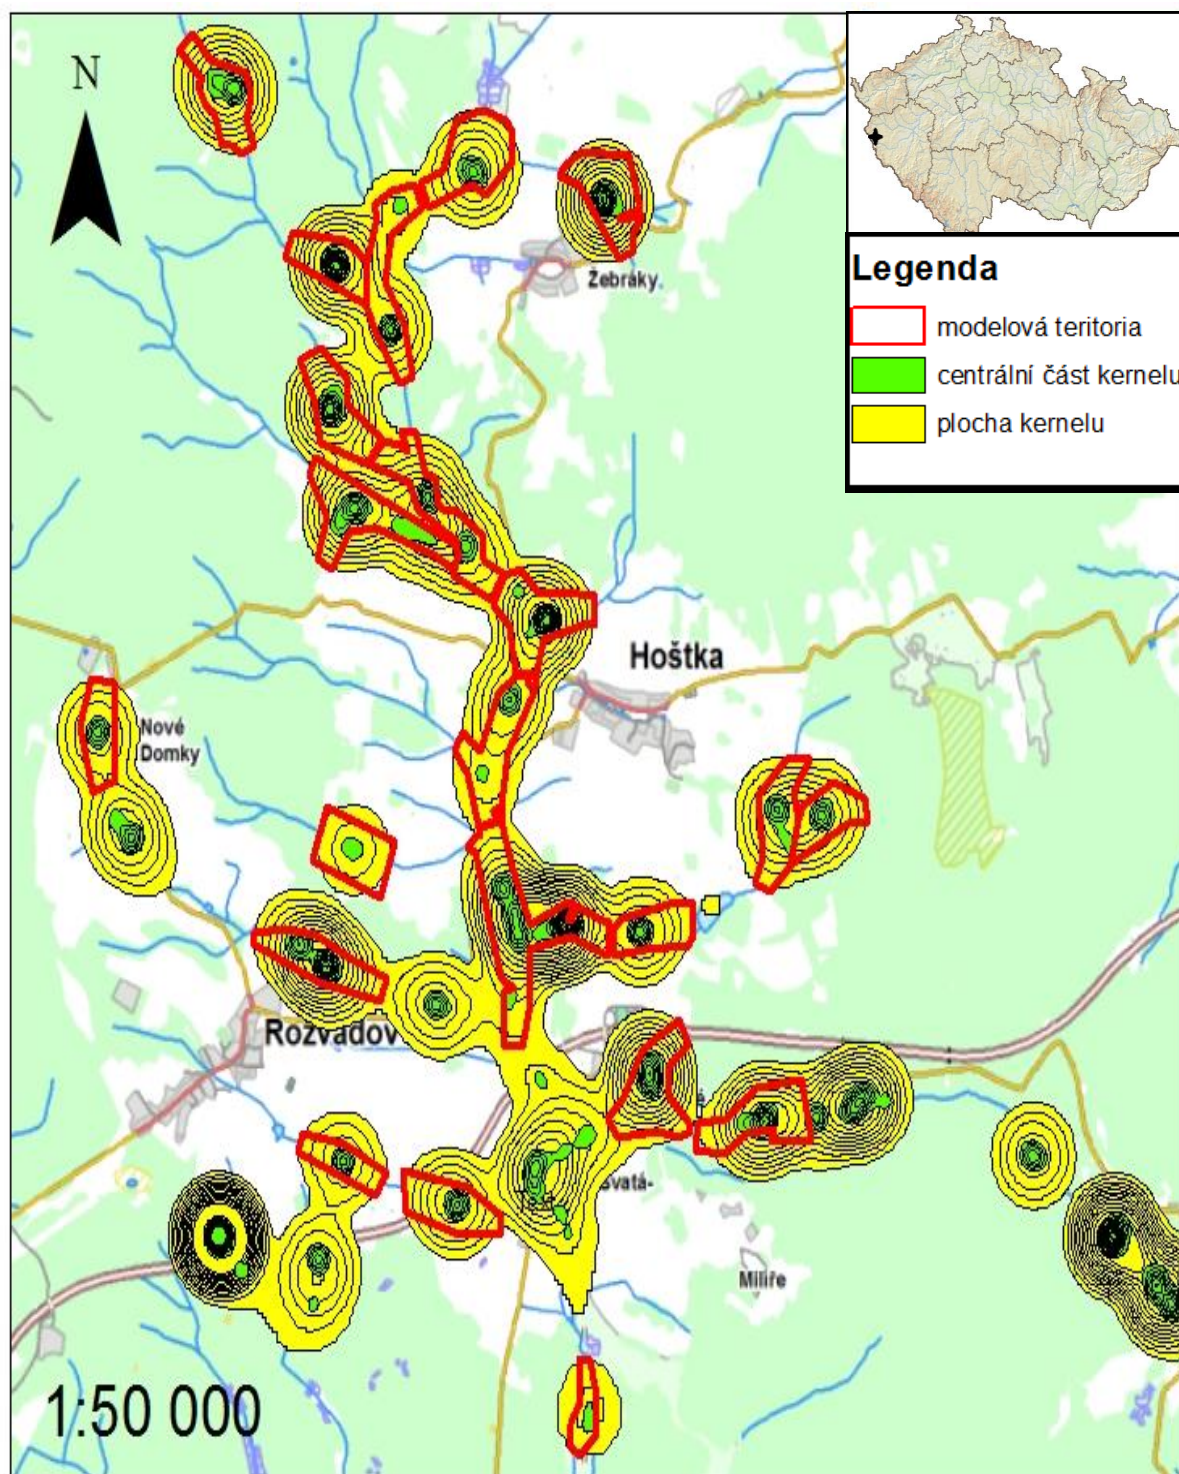 N
Legenda
modelová teritoria
centrální část kernelu
plocha kernelu
Žebráky
Hoštka
Nové
Domky
Rozvadov
Svatá-
Milíře
1:50 000